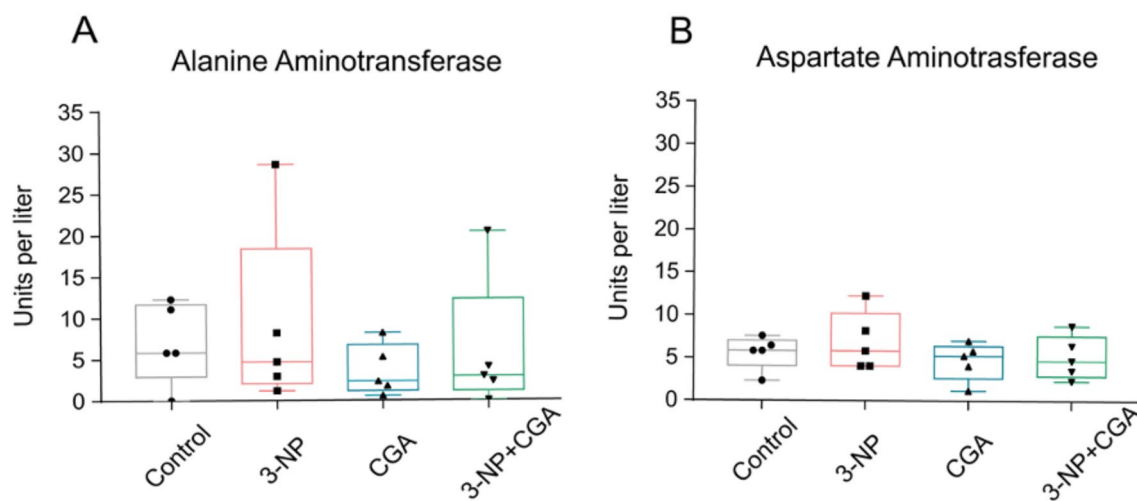 A
Alanine Aminotransferase
Units per liter
35
30
25
20
15
10
5
0
Control
3-NP
CGA
3-NP+CGA
B
Aspartate Aminotrasferase
Units per liter
35
30
25
20
15
10
5
0
Control
3-NP
CGA
3-NP+CGA